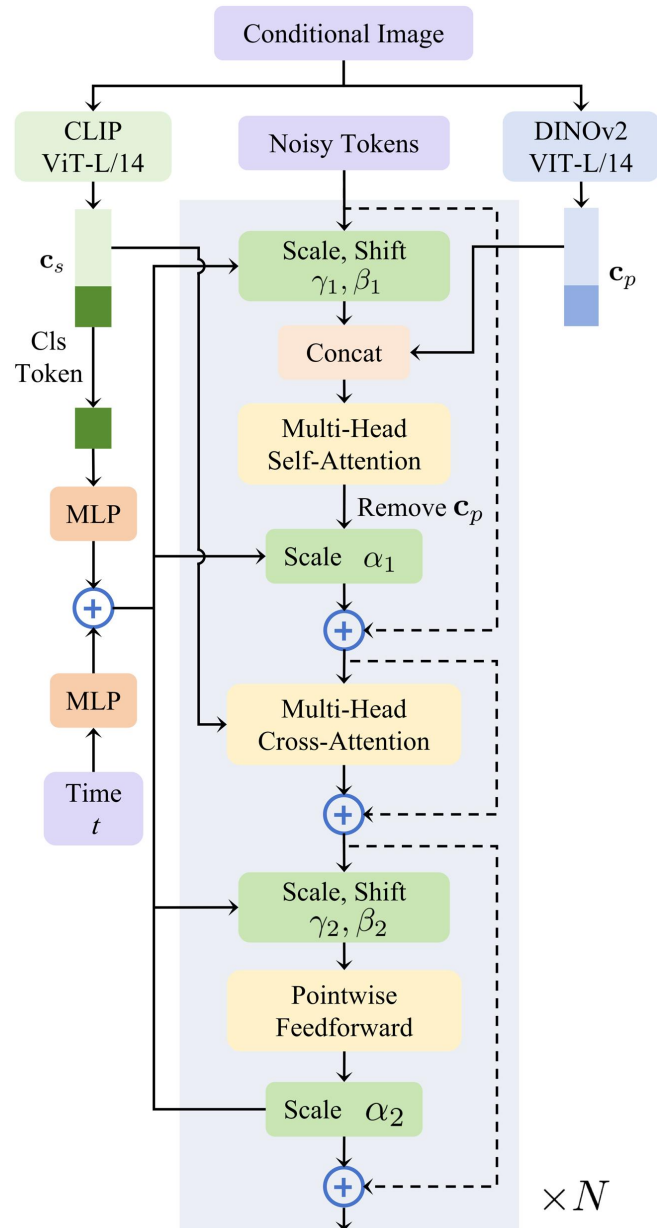 Conditional Image
CLIP
ViT-L/14
Noisy Tokens
DINOv2
VIT-L/14
c_s
Scale, Shift
γ_1, β_1
c_p
Cls
Token
Concat
Multi-Head
Self-Attention
MLP
Remove c_p
Scale α_1
+
+
MLP
Multi-Head
Cross-Attention
Time
t
+
Scale, Shift
γ_2, β_2
Pointwise
Feedforward
Scale α_2
+
×N